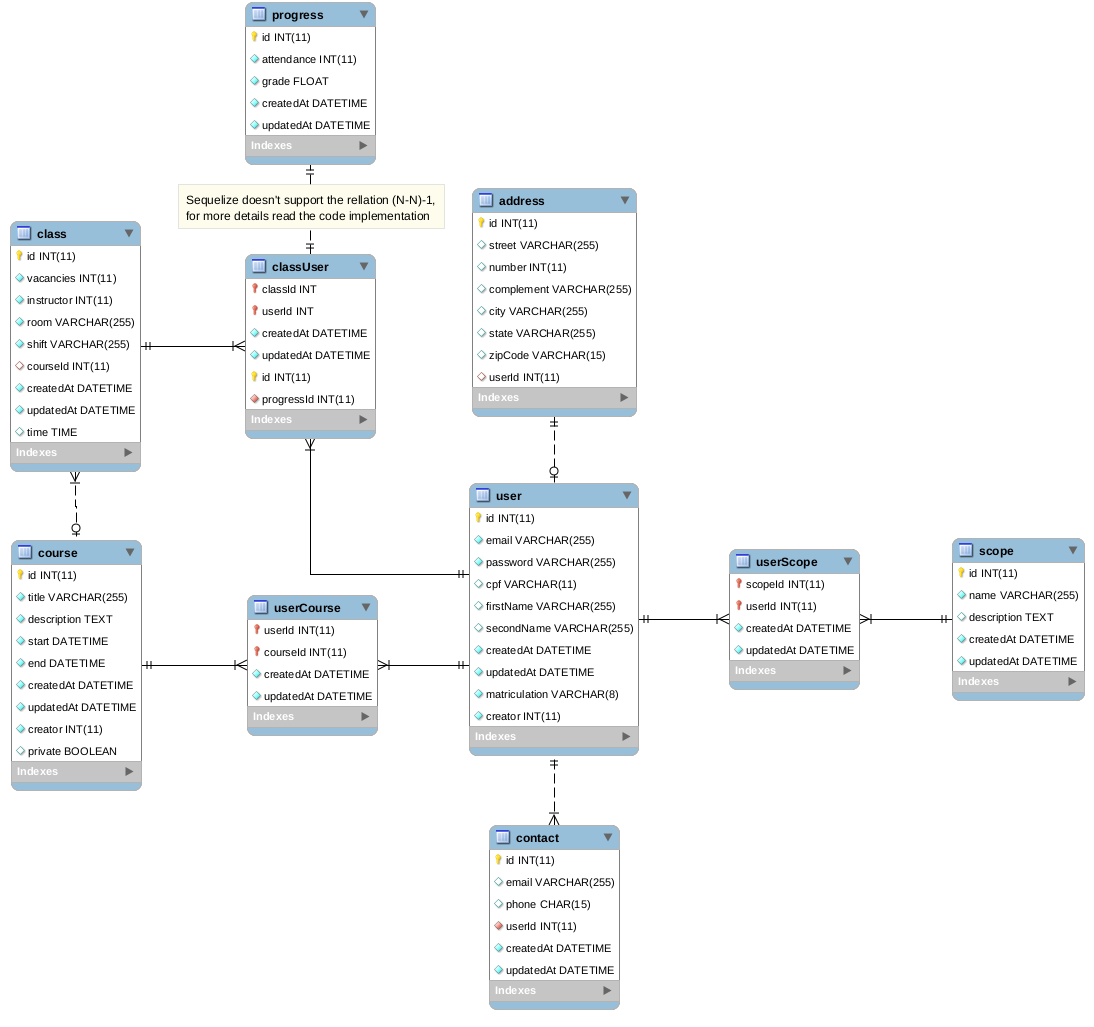 progress
id INT(11)
attendance INT(11)
grade FLOAT
createdAt DATETIME
updatedAt DATETIME
Indexes
Sequelize doesn't support the rellation (N-N)-1,
for more details read the code implementation
class
id INT(11)
vacancies INT(11)
instructor INT(11)
room VARCHAR(255)
shift VARCHAR(255)
courseId INT(11)
createdAt DATETIME
updatedAt DATETIME
time TIME
Indexes
classUser
classId INT
userId INT
createdAt DATETIME
updatedAt DATETIME
id INT(11)
progressId INT(11)
Indexes
address
id INT(11)
street VARCHAR(255)
number INT(11)
complement VARCHAR(255)
city VARCHAR(255)
state VARCHAR(255)
zipCode VARCHAR(15)
userId INT(11)
Indexes
course
id INT(11)
title VARCHAR(255)
description TEXT
start DATETIME
end DATETIME
createdAt DATETIME
updatedAt DATETIME
creator INT(11)
private BOOLEAN
Indexes
userCourse
userId INT(11)
courseId INT(11)
createdAt DATETIME
updatedAt DATETIME
Indexes
user
id INT(11)
email VARCHAR(255)
password VARCHAR(255)
cpf VARCHAR(11)
firstName VARCHAR(255)
secondName VARCHAR(255)
createdAt DATETIME
updatedAt DATETIME
matriculation VARCHAR(8)
creator INT(11)
Indexes
userScope
scopeId INT(11)
userId INT(11)
createdAt DATETIME
updatedAt DATETIME
Indexes
scope
id INT(11)
name VARCHAR(255)
description TEXT
createdAt DATETIME
updatedAt DATETIME
Indexes
contact
id INT(11)
email VARCHAR(255)
phone CHAR(15)
userId INT(11)
createdAt DATETIME
updatedAt DATETIME
Indexes